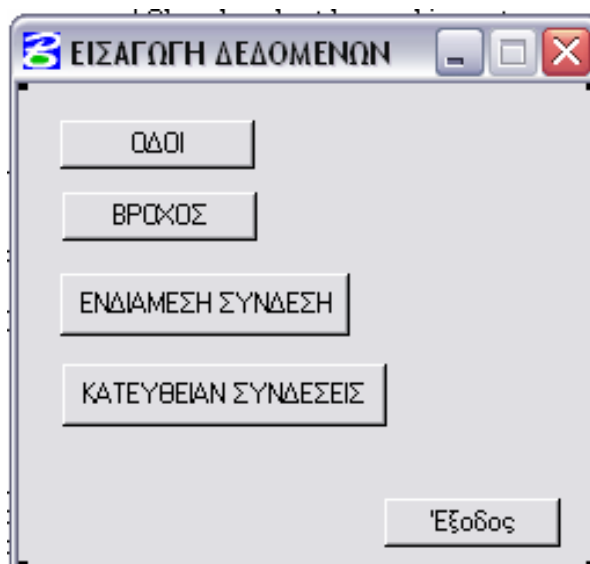 ΕΙΣΑΓΩΓΗ ΔΕΔΟΜΕΝΩΝ
ΟΔΟΙ
ΒΡΟΧΟΣ
ΕΝΔΙΑΜΕΣΗ ΣΥΝΔΕΣΗ
ΚΑΤΕΥΘΕΙΑΝ ΣΥΝΔΕΣΕΙΣ
Έξοδος